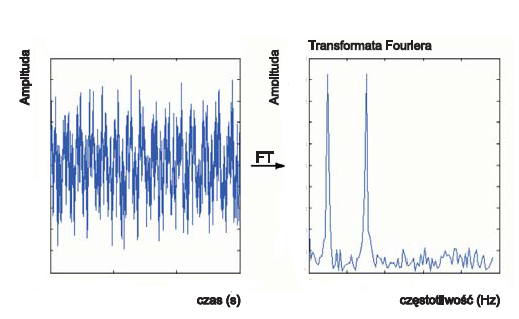 Amplituda
czas (s)
FT
Transformata Fouriera
Amplituda
częstotliwość (Hz)